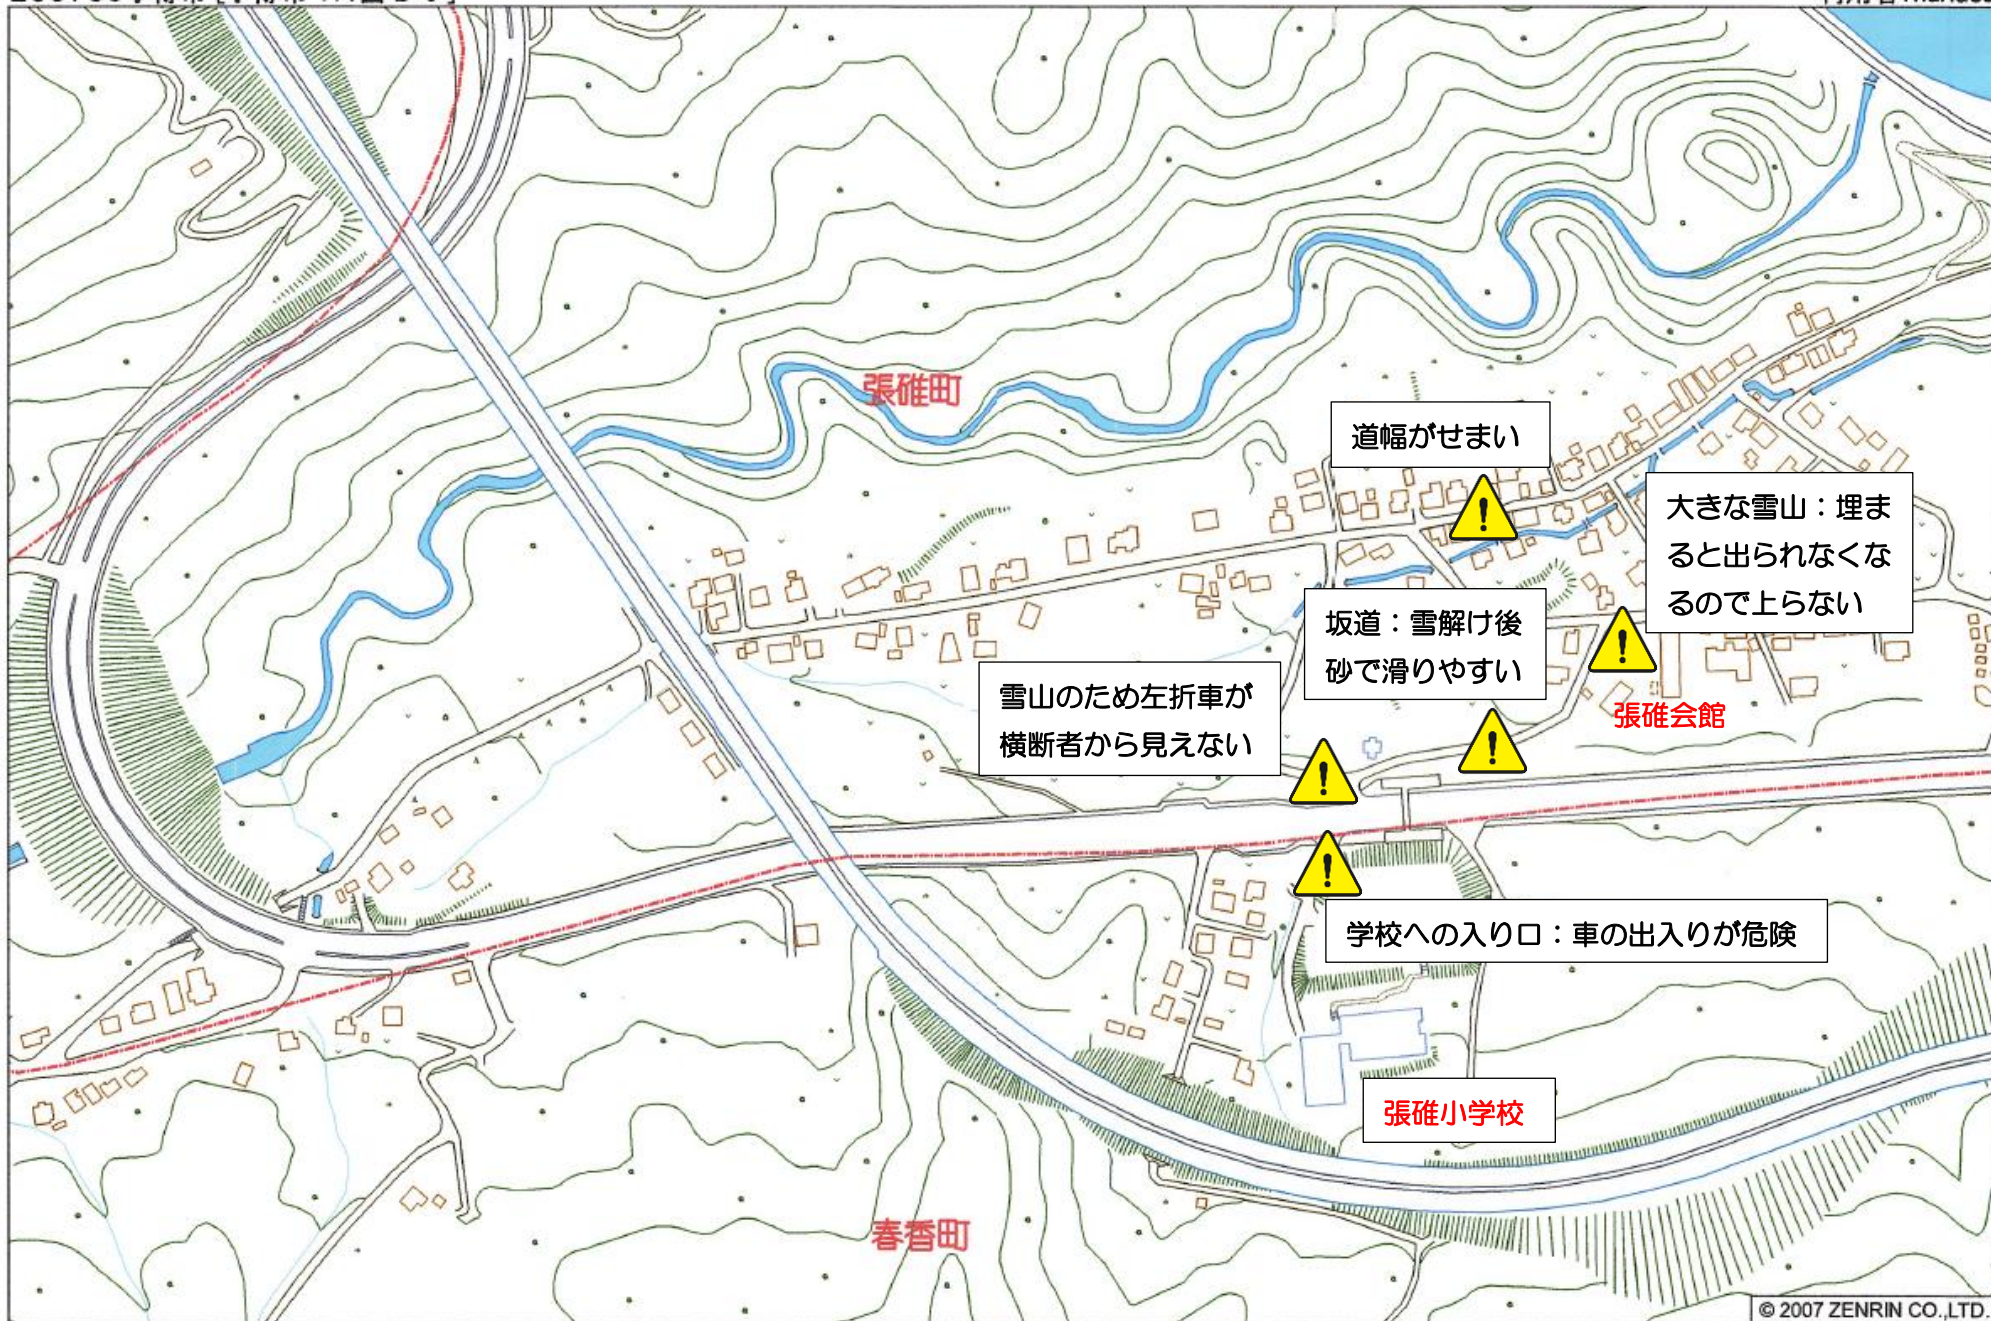 張碓町
道幅がせまい
大きな雪山：埋ま
ると出られなくな
るので上らない
坂道：雪解け後
砂で滑りやすい
雪山のため左折車が
横断者から見えない
張碓会館
学校への入り口：車の出入りが危険
張碓小学校
春香町
© 2007 ZENRIN CO.,LTD.